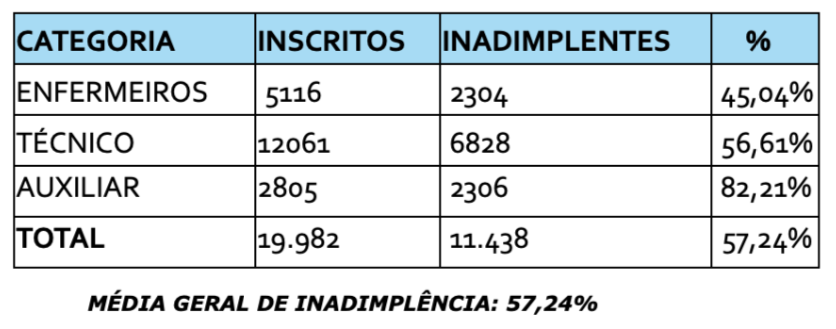 CATEGORIA INSCRITOS INADIMPLENTES %
ENFERMEIROS 5116 2304 45,04%
TÉCNICO 12061 6828 56,61%
AUXILIAR 2805 2306 82,21%
TOTAL 19.982 11.438 57,24%
MÉDIA GERAL DE INADIMPLÊNCIA: 57,24%